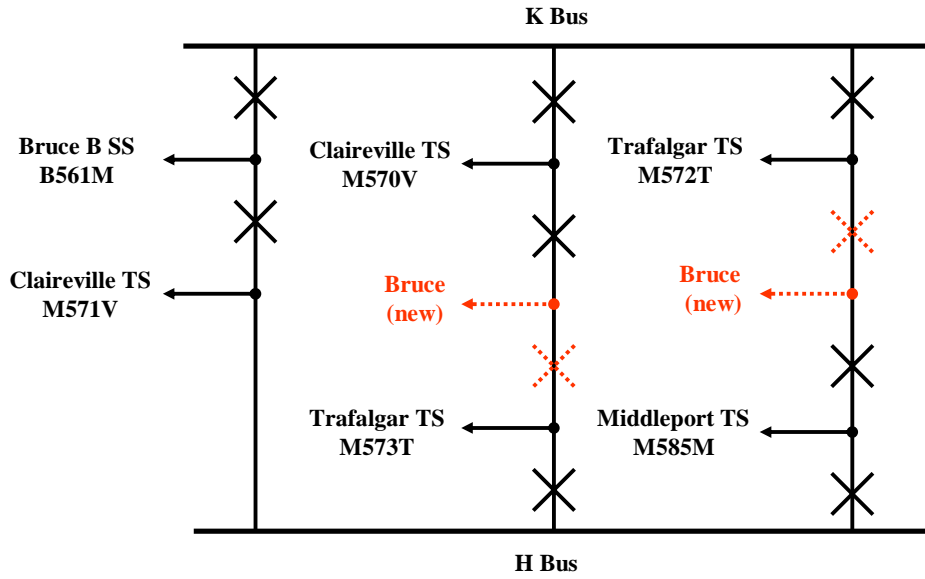 K Bus
Bruce B SS
B561M
Claireville TS
M570V
Trafalgar TS
M572T
Claireville TS
M571V
Bruce
(new)
Bruce
(new)
Trafalgar TS
M573T
Middleport TS
M585M
H Bus